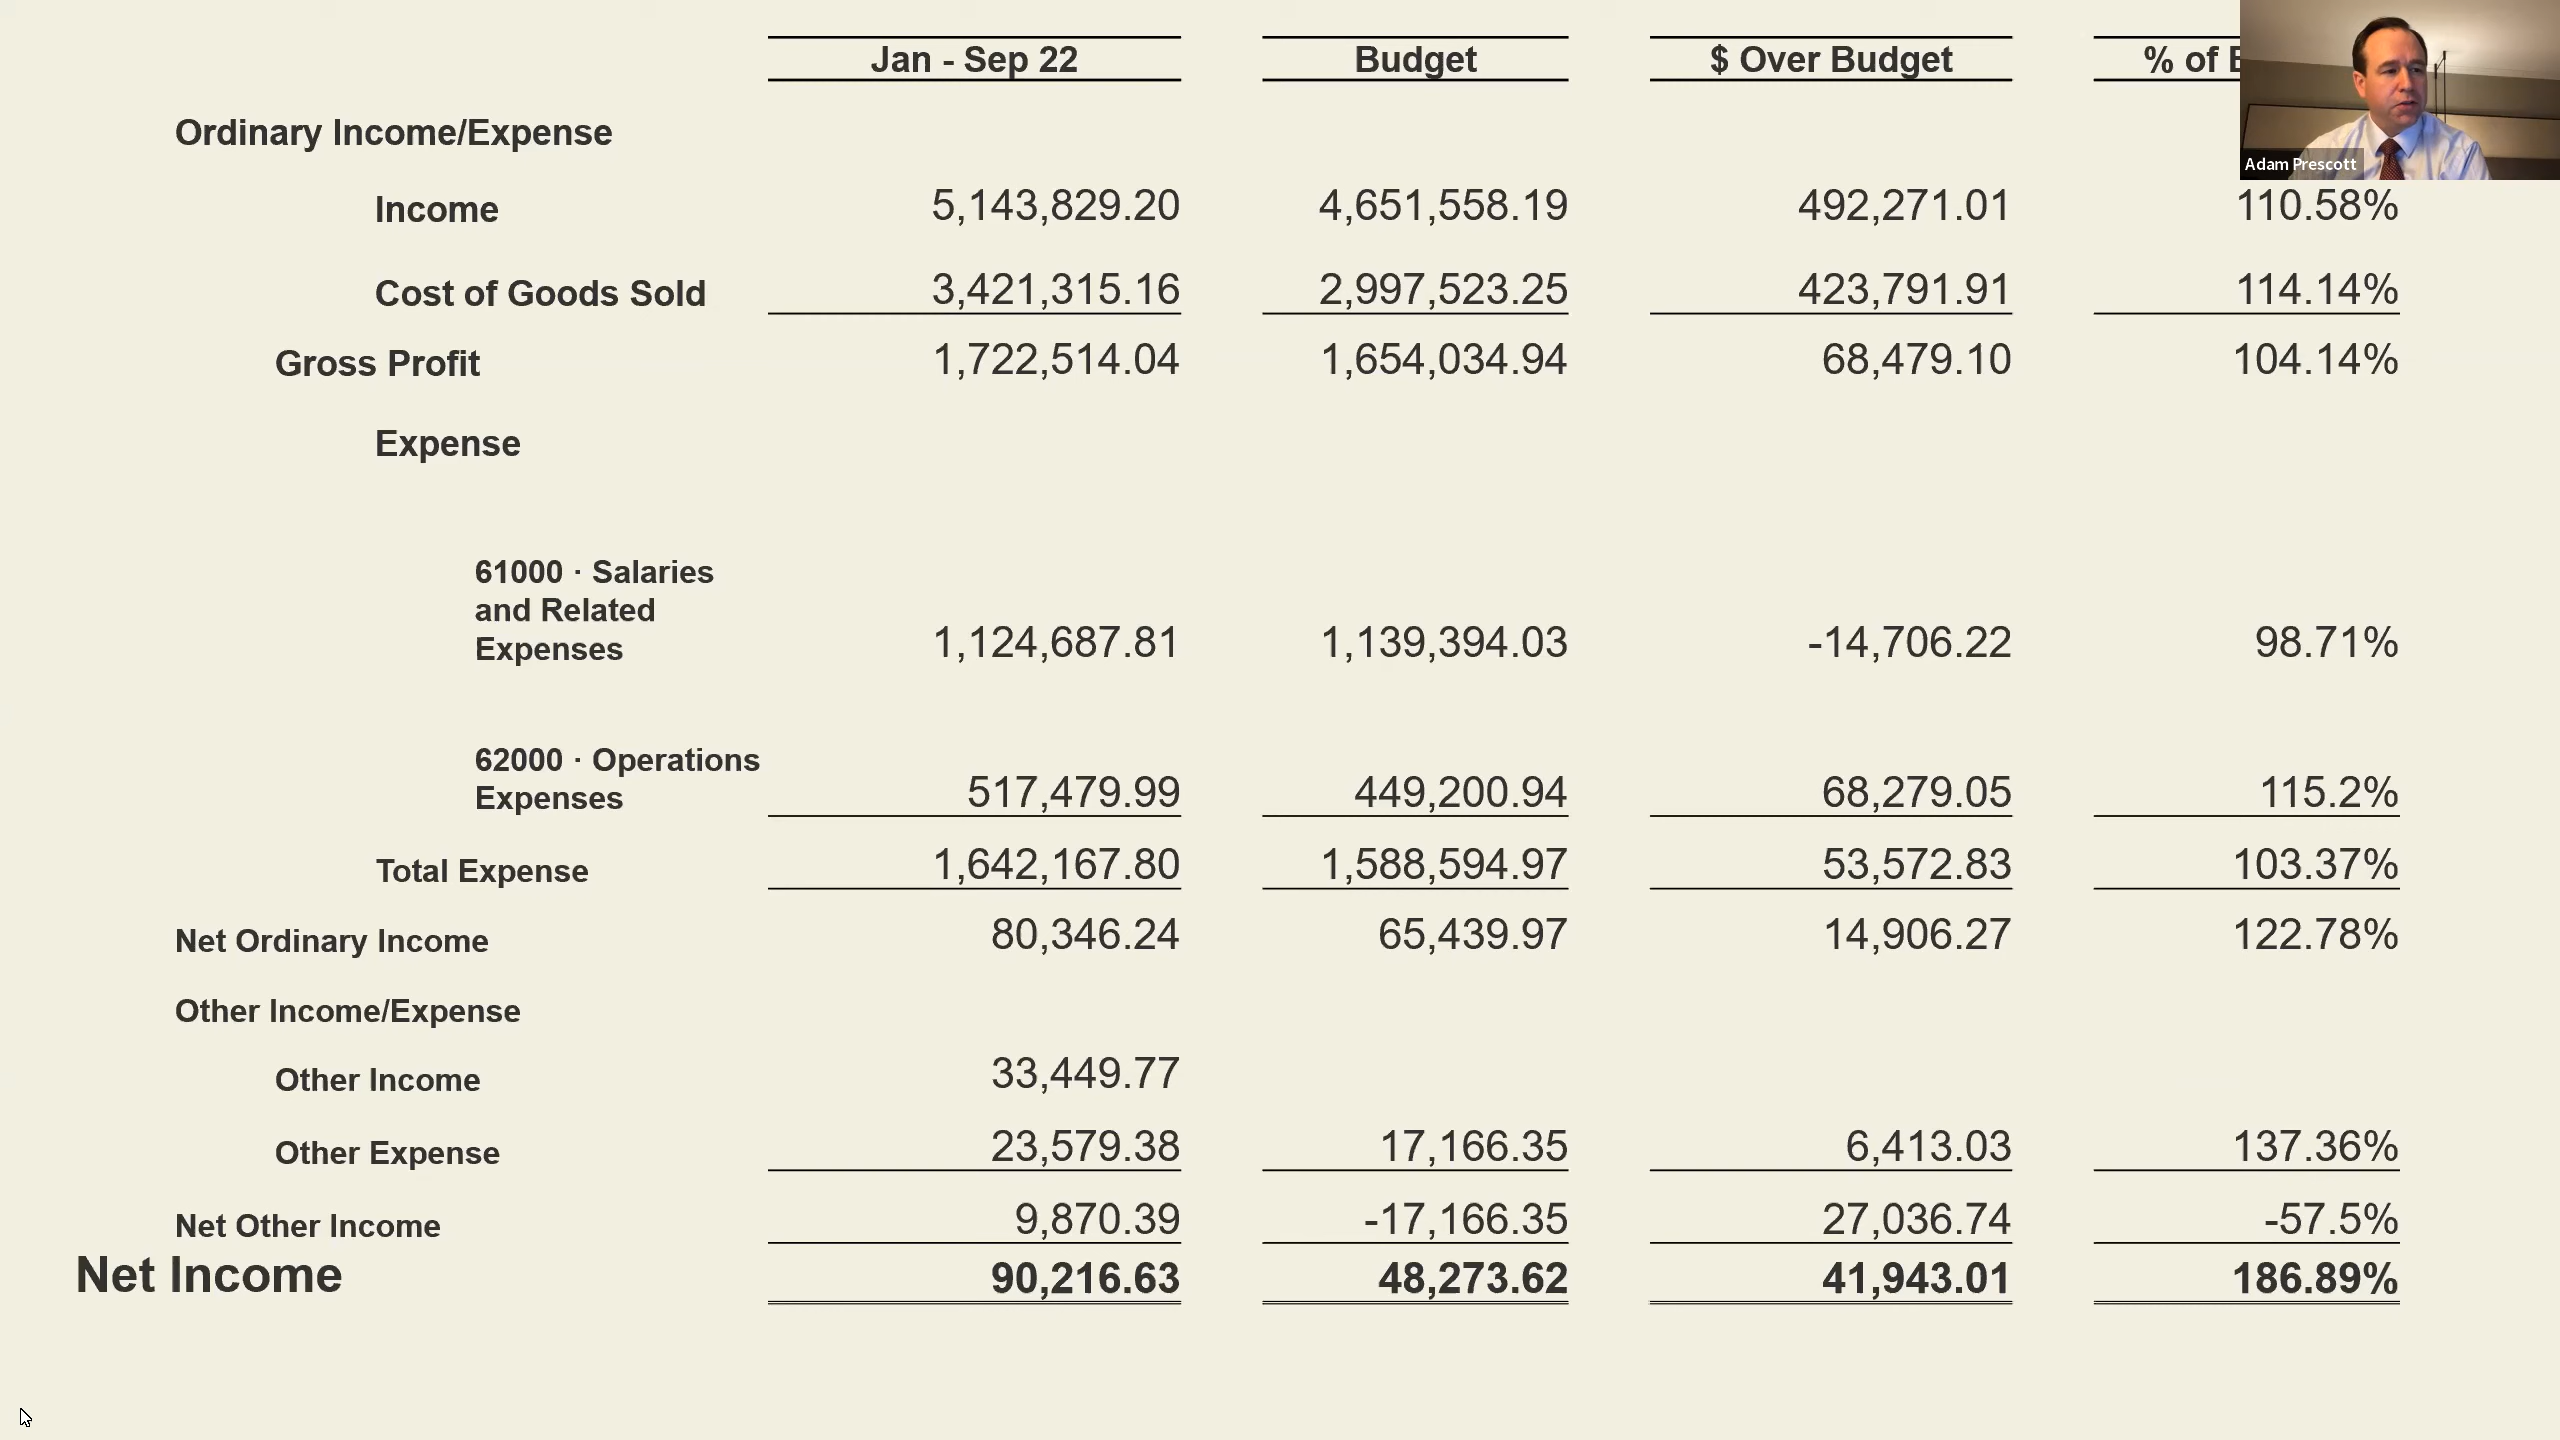 Jan - Sep 22 Budget $ Over Budget % of
Adam Prescott
Ordinary Income/Expense
Income 5,143,829.20 4,651,558.19 492,271.01 110.58%
Cost of Goods Sold 3,421,315.16 2,997,523.25 423,791.91 114.14%
Gross Profit 1,722,514.04 1,654,034.94 68,479.10 104.14%
Expense
61000 · Salaries
and Related
Expenses 1,124,687.81 1,139,394.03 -14,706.22 98.71%
62000 · Operations
Expenses 517,479.99 449,200.94 68,279.05 115.2%
Total Expense 1,642,167.80 1,588,594.97 53,572.83 103.37%
Net Ordinary Income 80,346.24 65,439.97 14,906.27 122.78%
Other Income/Expense
Other Income 33,449.77
Other Expense 23,579.38 17,166.35 6,413.03 137.36%
Net Other Income 9,870.39 -17,166.35 27,036.74 -57.5%
Net Income 90,216.63 48,273.62 41,943.01 186.89%